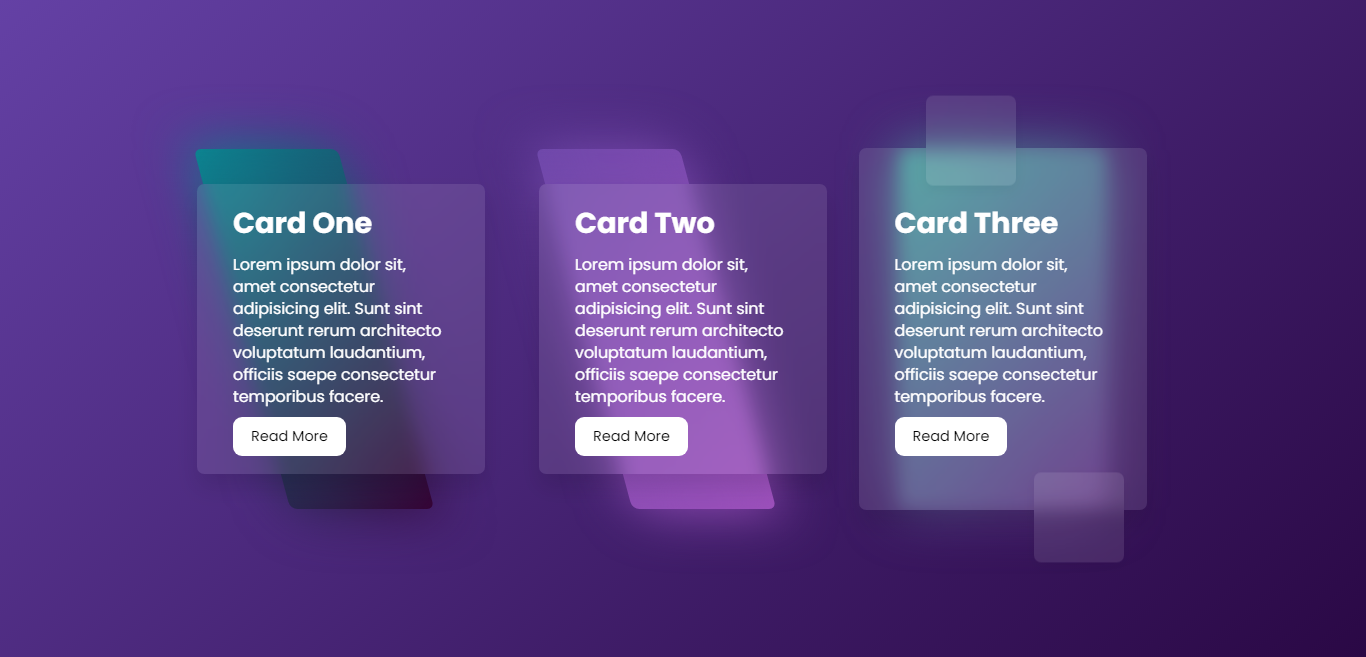 Card One
Lorem ipsum dolor sit,
amet consectetur
adipisicing elit. Sunt sint
deserunt rerum architecto
voluptatum laudantium,
officiis saepe consectetur
temporibus facere.
Read More
Card Two
Lorem ipsum dolor sit,
amet consectetur
adipisicing elit. Sunt sint
deserunt rerum architecto
voluptatum laudantium,
officiis saepe consectetur
temporibus facere.
Read More
Card Three
Lorem ipsum dolor sit,
amet consectetur
adipisicing elit. Sunt sint
deserunt rerum architecto
voluptatum laudantium,
officiis saepe consectetur
temporibus facere.
Read More